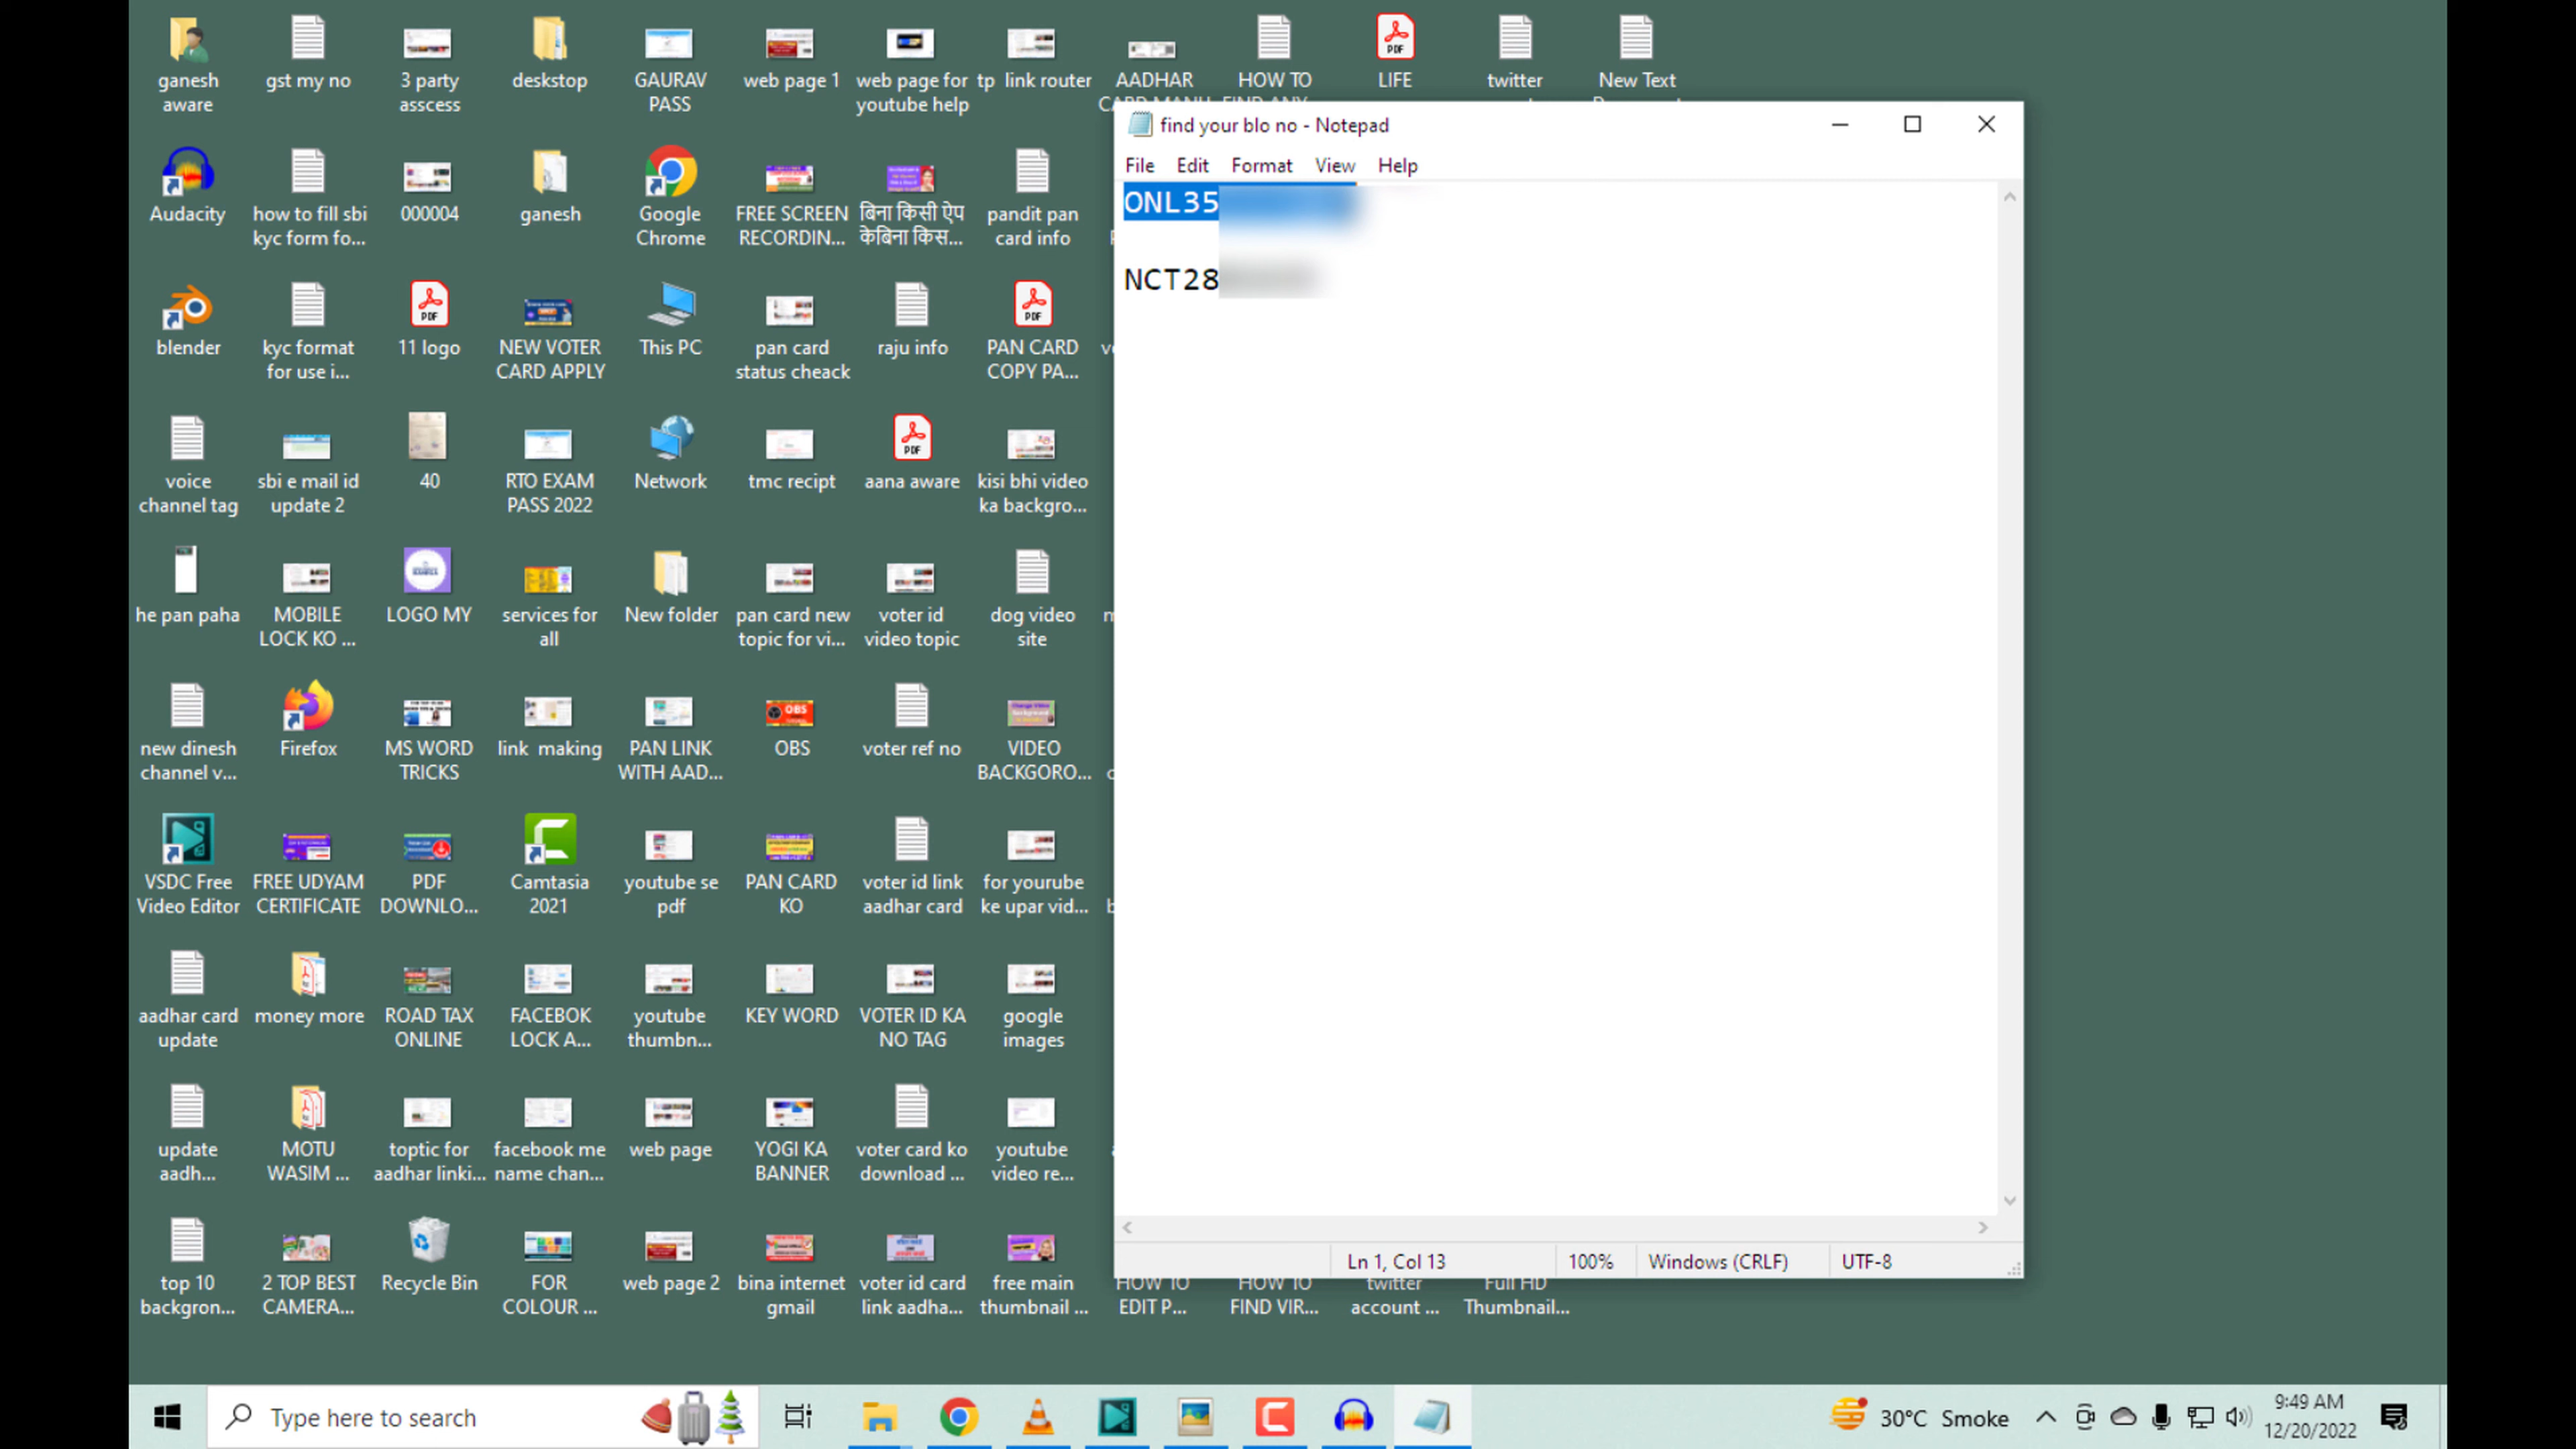 ganesh
aware
gst my no
3 party
asscess
deskstop
GAURAV
PASS
web page 1
web page for
youtube help
tp link router
AADHAR
HOW TO
LIFE
twitter
New Text
find your blo no - Notepad
File Edit Format View Help
ONL35
NCT28
Audacity
how to fill sbi
kyc form fo...
000004
ganesh
Google
Chrome
FREE SCREEN
RECORDIN...
बिना किसी ऐप
केबिना किस...
pandit pan
card info
blender
kyc format
for use i...
11 logo
NEW VOTER
CARD APPLY
This PC
pan card
status cheack
raju info
PAN CARD
COPY PA...
voice
channel tag
sbi e mail id
update 2
40
RTO EXAM
PASS 2022
Network
tmc recipt
aana aware
kisi bhi video
ka backgro...
he pan paha
MOBILE
LOCK KO ...
LOGO MY
services for
all
New folder
pan card new
topic for vi...
voter id
video topic
dog video
site
new dinesh
channel v...
Firefox
MS WORD
TRICKS
link making
PAN LINK
WITH AAD...
OBS
OBS
voter ref no
VIDEO
BACKGORO...
VSDC Free
Video Editor
FREE UDYAM
CERTIFICATE
PDF
DOWNLO...
Camtasia
2021
youtube se
pdf
PAN CARD
KO
voter id link
aadhar card
for yourube
ke upar vid...
aadhar card
update
money more
ROAD TAX
ONLINE
FACEBOK
LOCK A...
youtube
thumbn...
KEY WORD
VOTER ID KA
NO TAG
google
images
update
aadh...
MOTU
WASIM ...
toptic for
aadhar linki...
facebook me
name chan...
web page
YOGI KA
BANNER
voter card ko
download ...
youtube
video re...
top 10
backgron...
2 TOP BEST
CAMERA...
Recycle Bin
FOR
COLOUR ...
web page 2
bina internet
gmail
voter id card
link aadha...
free main
thumbnail ...
HOW TO
EDIT P...
HOW TO
FIND VIR...
twitter
account ...
Full HD
Thumbnail...
Ln 1, Col 13
100%
Windows (CRLF)
UTF-8
Type here to search
30°C Smoke
9:49 AM
12/20/2022